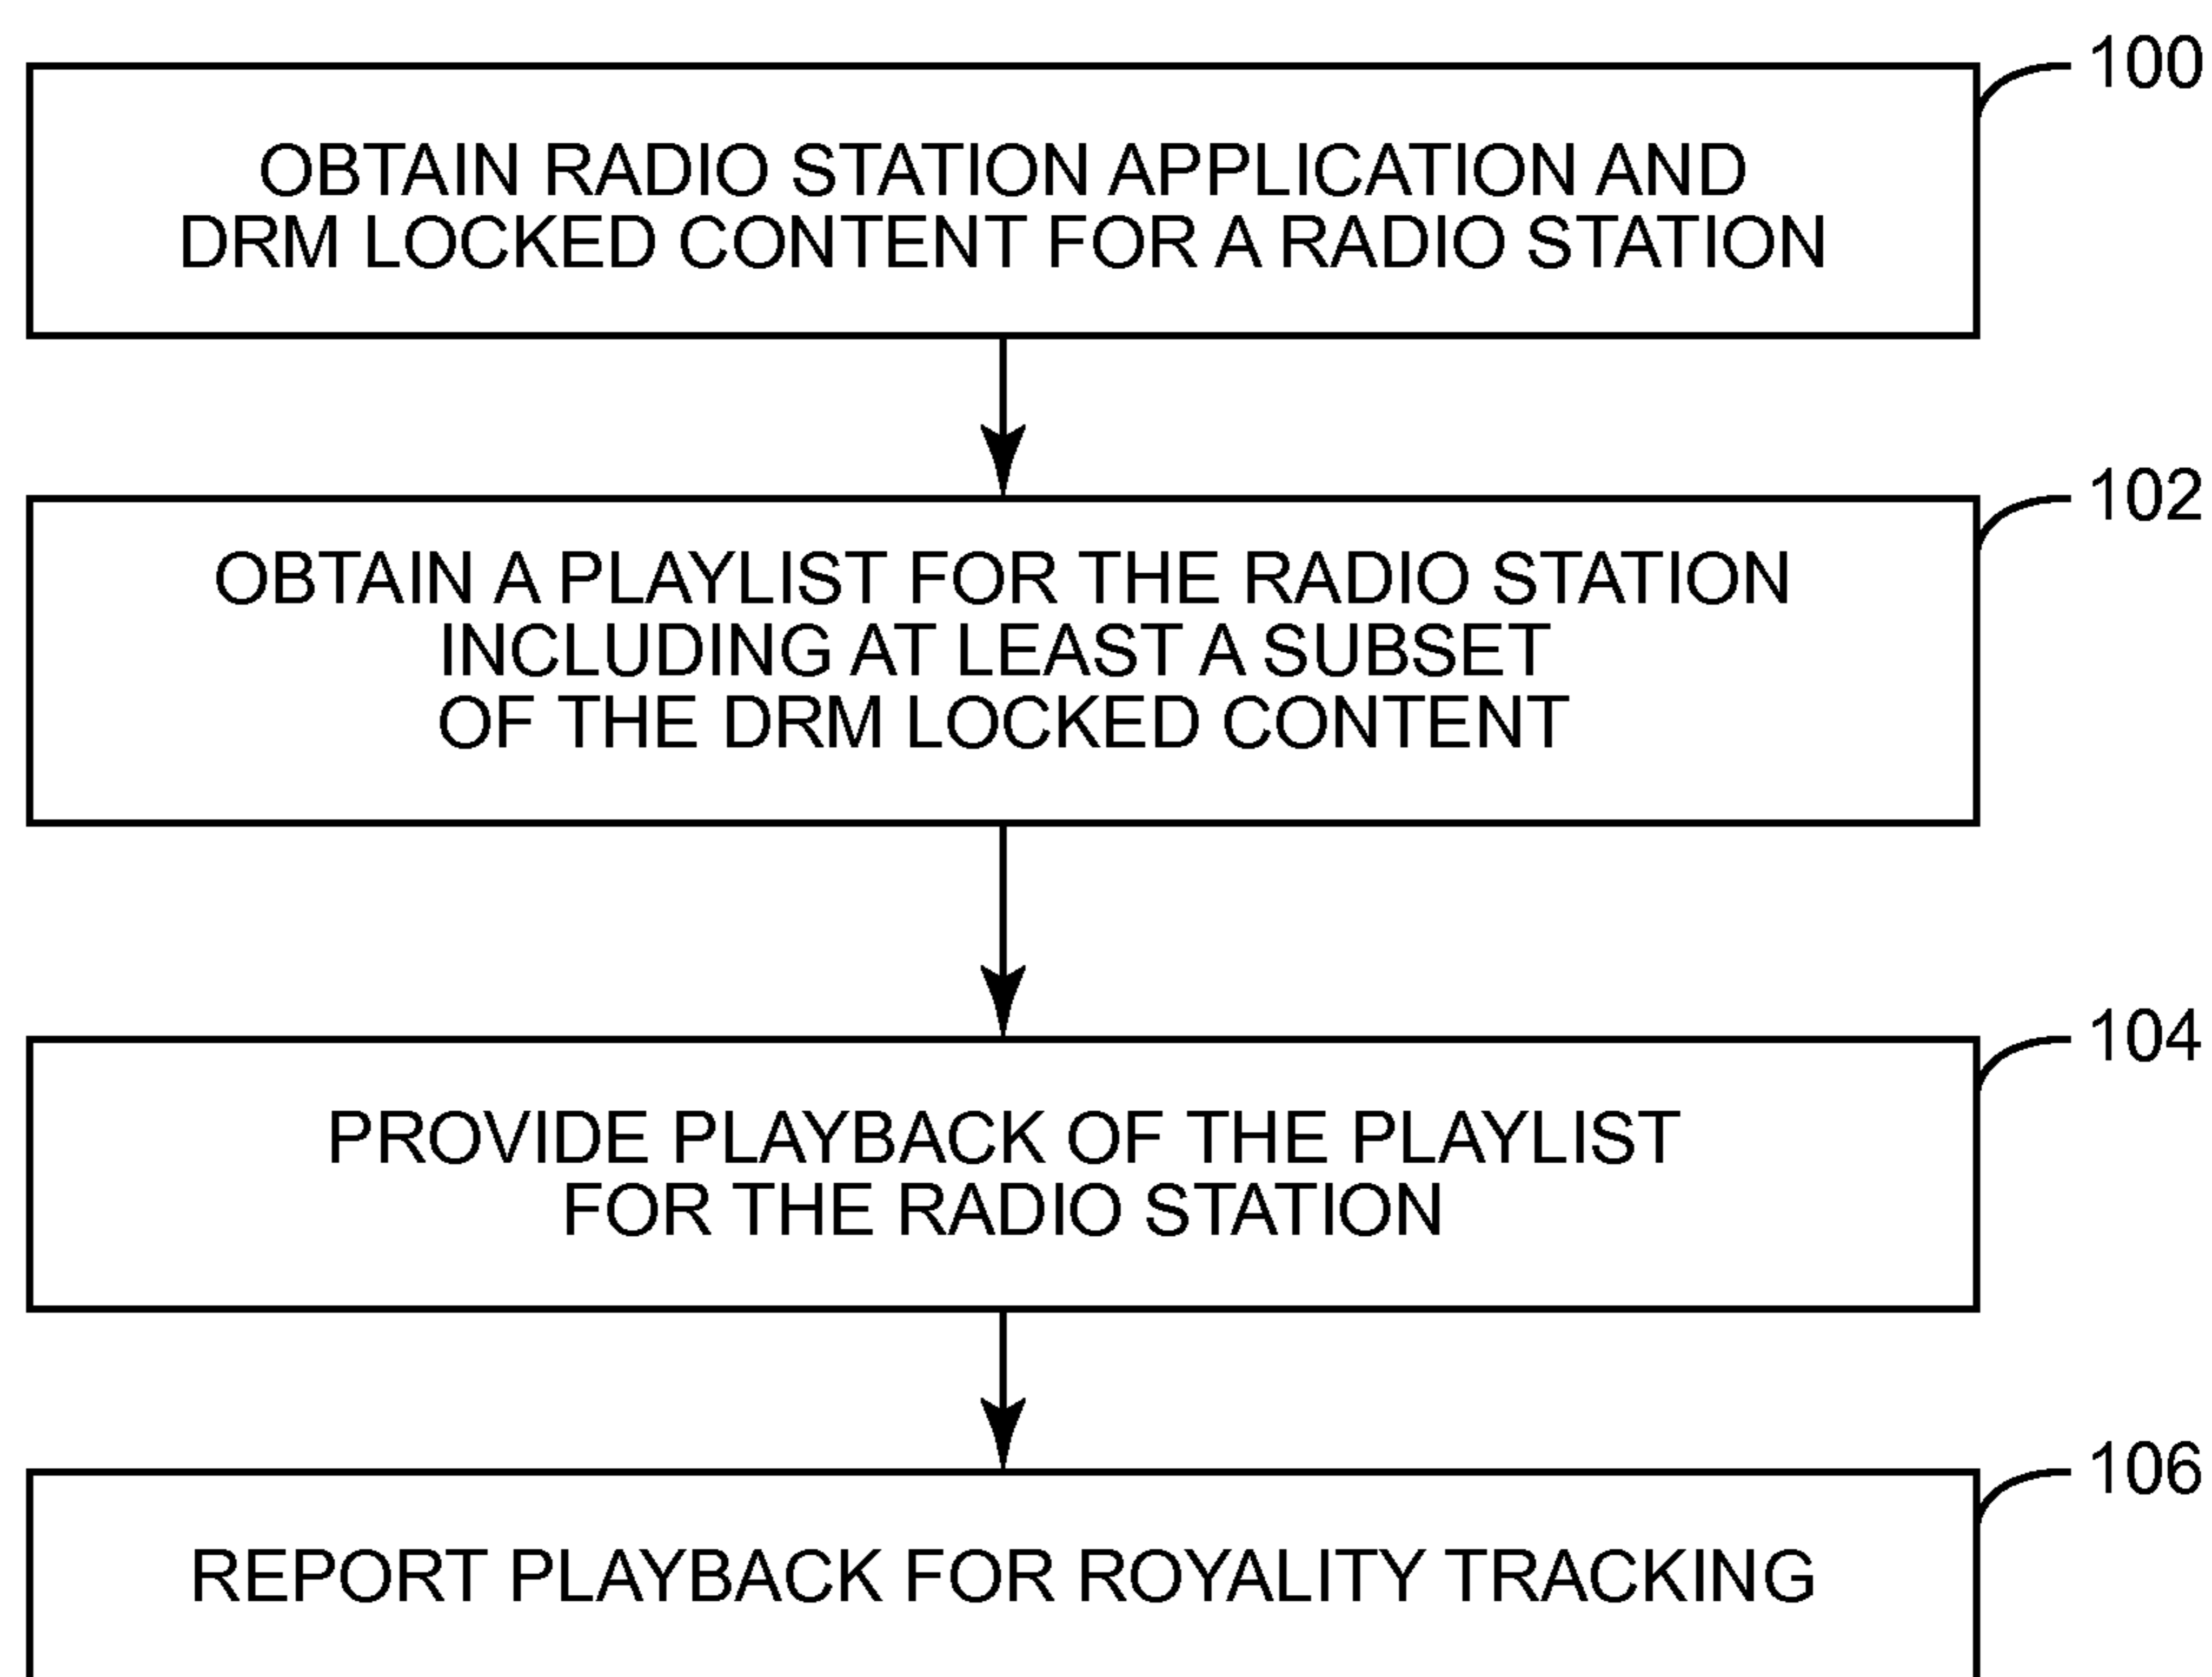 100
OBTAIN RADIO STATION APPLICATION AND
DRM LOCKED CONTENT FOR A RADIO STATION
102
OBTAIN A PLAYLIST FOR THE RADIO STATION
INCLUDING AT LEAST A SUBSET
OF THE DRM LOCKED CONTENT
104
PROVIDE PLAYBACK OF THE PLAYLIST
FOR THE RADIO STATION
106
REPORT PLAYBACK FOR ROYALITY TRACKING